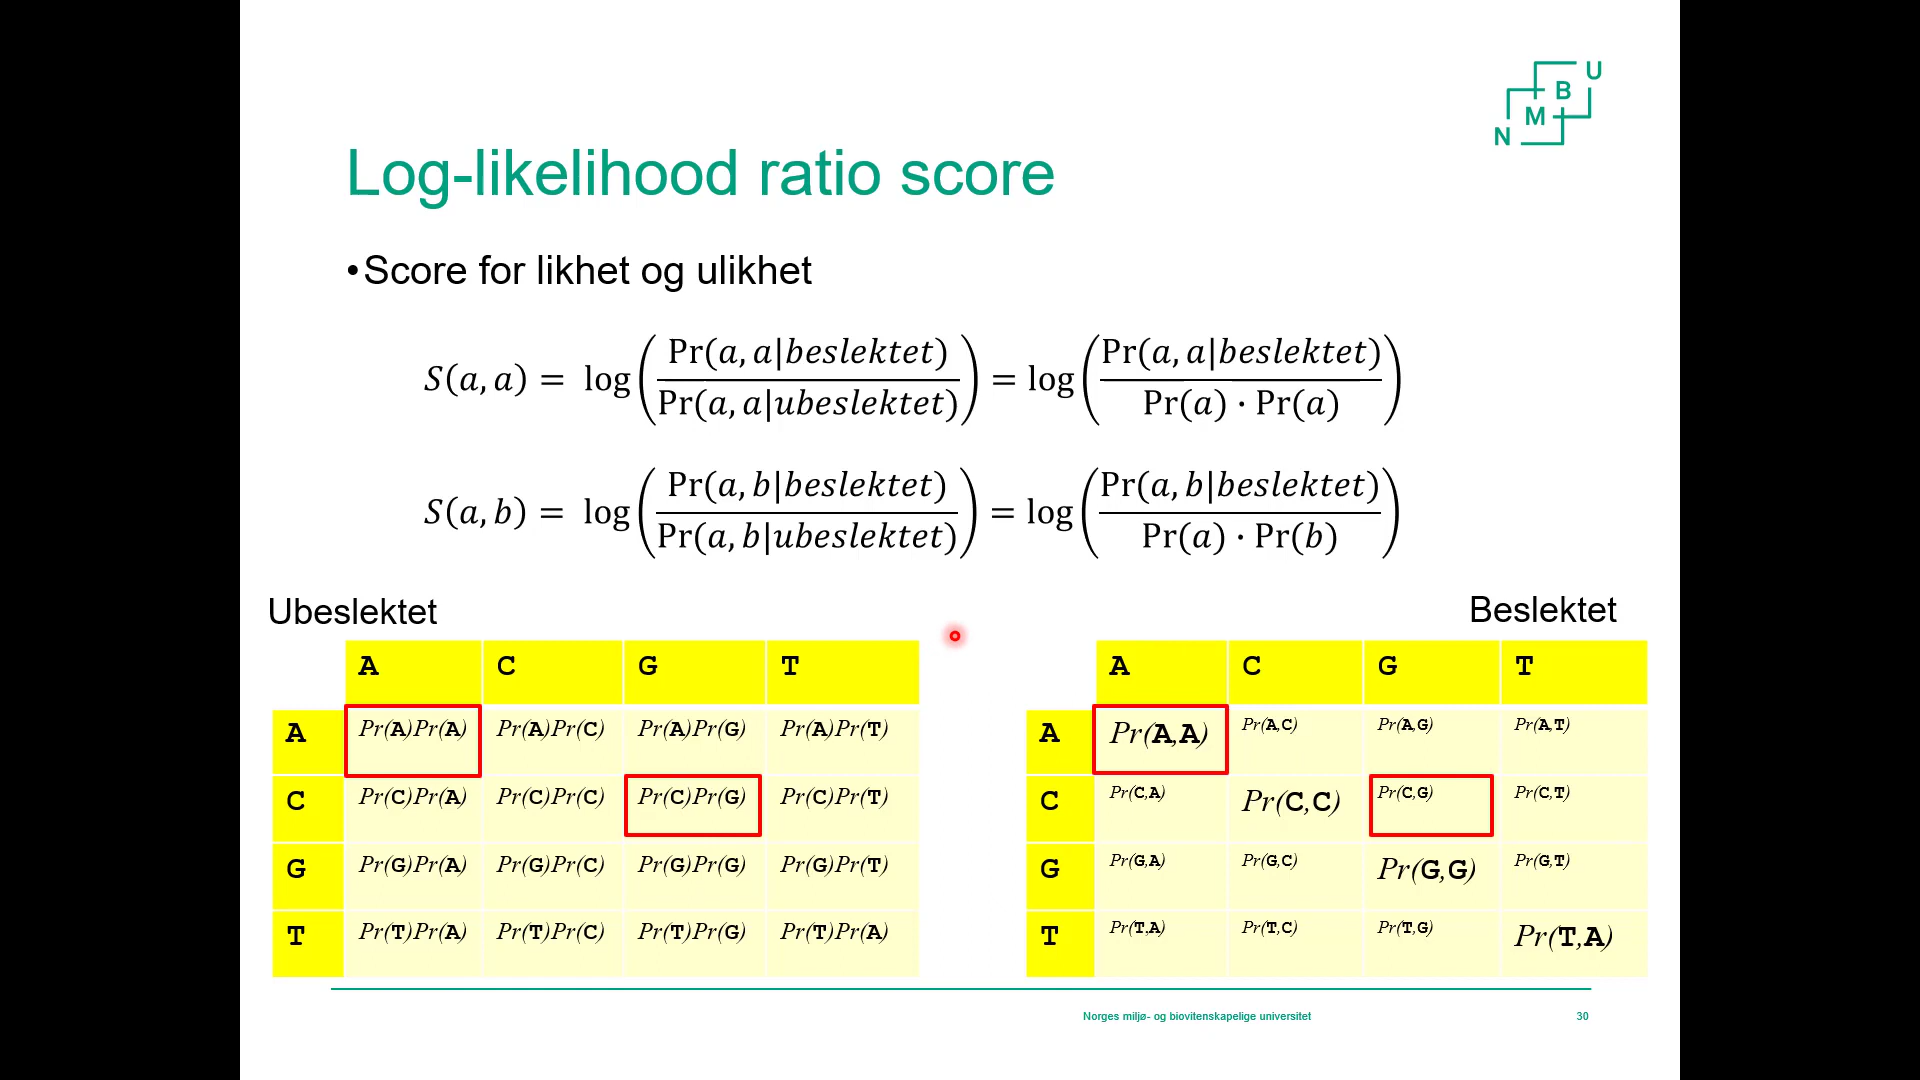 N M B U
Log-likelihood ratio score
•Score for likhet og ulikhet
S(a, a) = log(Pr(a, a|beslektet) / Pr(a, a|ubeslektet)) = log(Pr(a, a|beslektet) / Pr(a) · Pr(a))
S(a, b) = log(Pr(a, b|beslektet) / Pr(a, b|ubeslektet)) = log(Pr(a, b|beslektet) / Pr(a) · Pr(b))
Ubeslektet
A C G T
A Pr(A)Pr(A) Pr(A)Pr(C) Pr(A)Pr(G) Pr(A)Pr(T)
C Pr(C)Pr(A) Pr(C)Pr(C) Pr(C)Pr(G) Pr(C)Pr(T)
G Pr(G)Pr(A) Pr(G)Pr(C) Pr(G)Pr(G) Pr(G)Pr(T)
T Pr(T)Pr(A) Pr(T)Pr(C) Pr(T)Pr(G) Pr(T)Pr(A)
Beslektet
A C G T
A Pr(A,A) Pr(A,C) Pr(A,G) Pr(A,T)
C Pr(C,A) Pr(C,C) Pr(C,G) Pr(C,T)
G Pr(G,A) Pr(G,C) Pr(G,G) Pr(G,T)
T Pr(T,A) Pr(T,C) Pr(T,G) Pr(T,A)
Norges miljø- og biovitenskapelige universitet
30